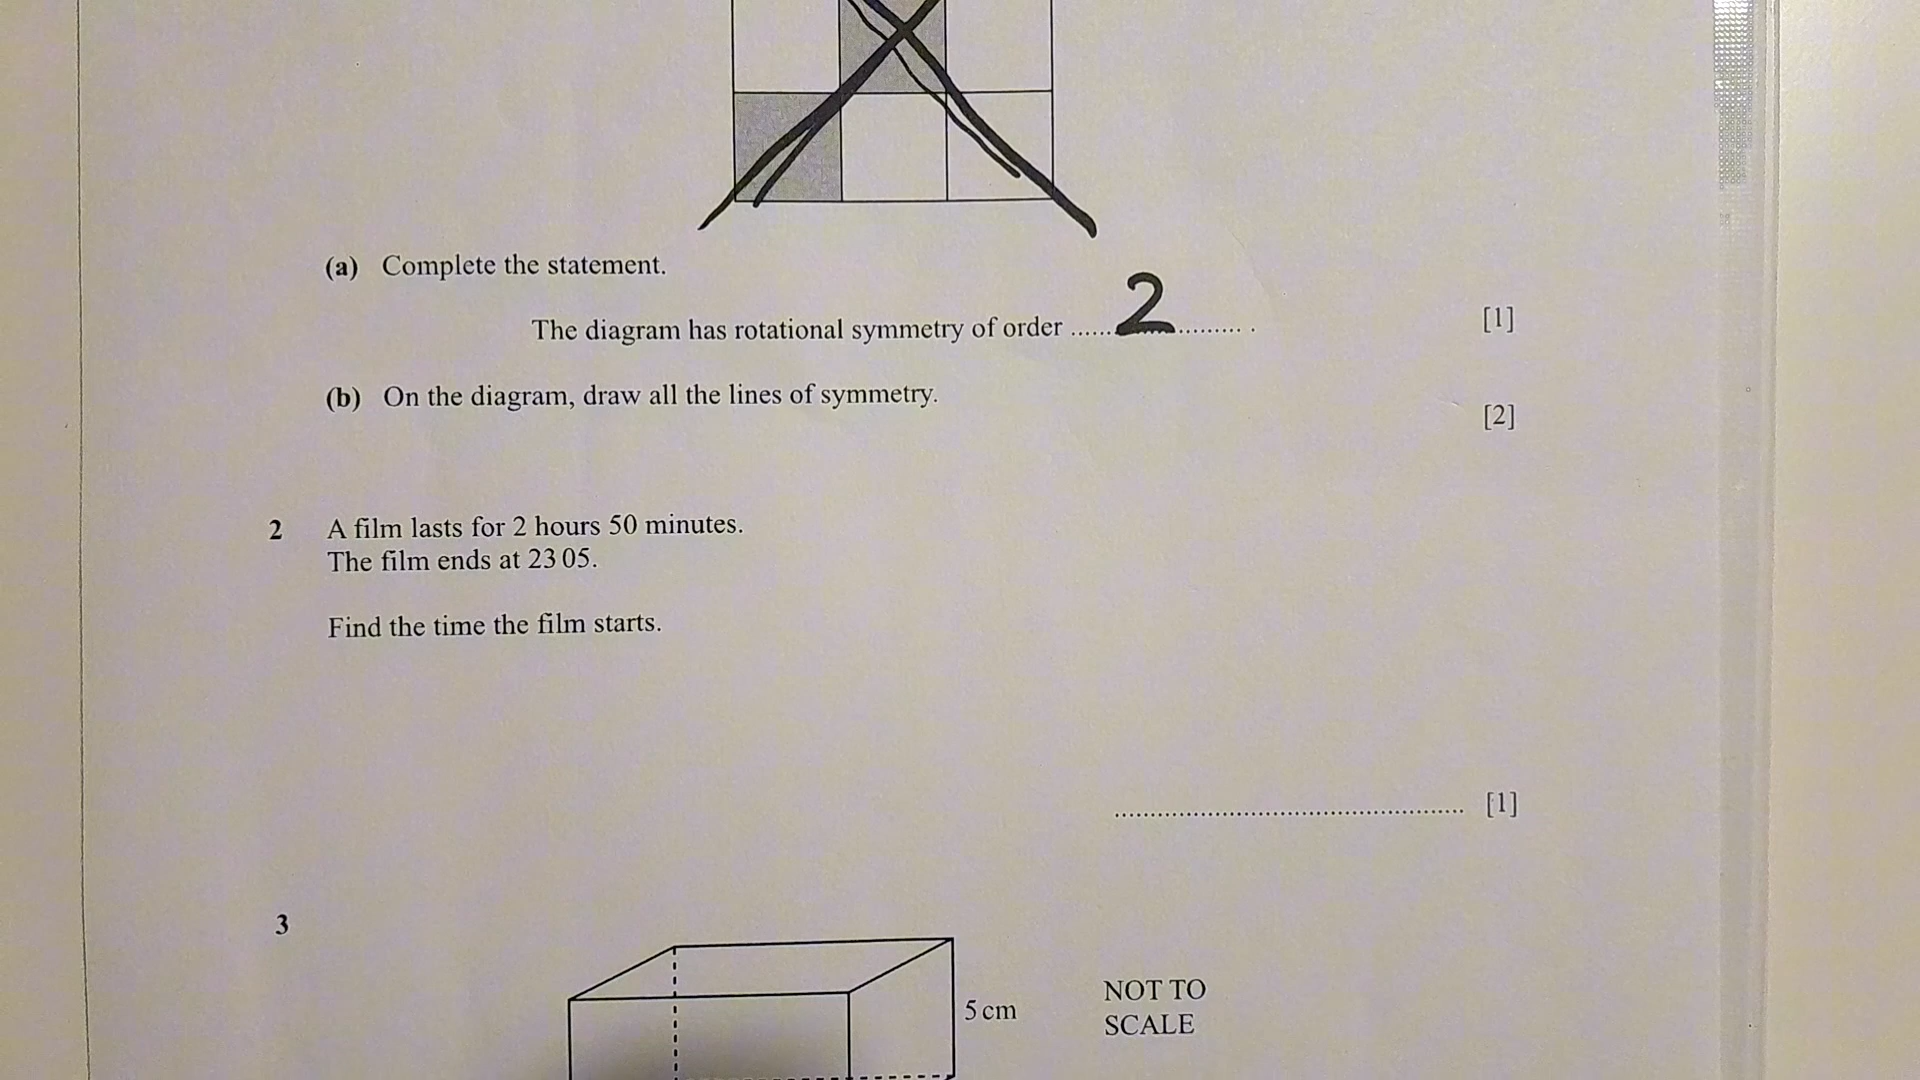 (a) Complete the statement.
The diagram has rotational symmetry of order ......2.......... . [1]
(b) On the diagram, draw all the lines of symmetry.
[2]
2 A film lasts for 2 hours 50 minutes.
The film ends at 23 05.
Find the time the film starts.
................................................. [1]
3
5 cm
NOT TO
SCALE